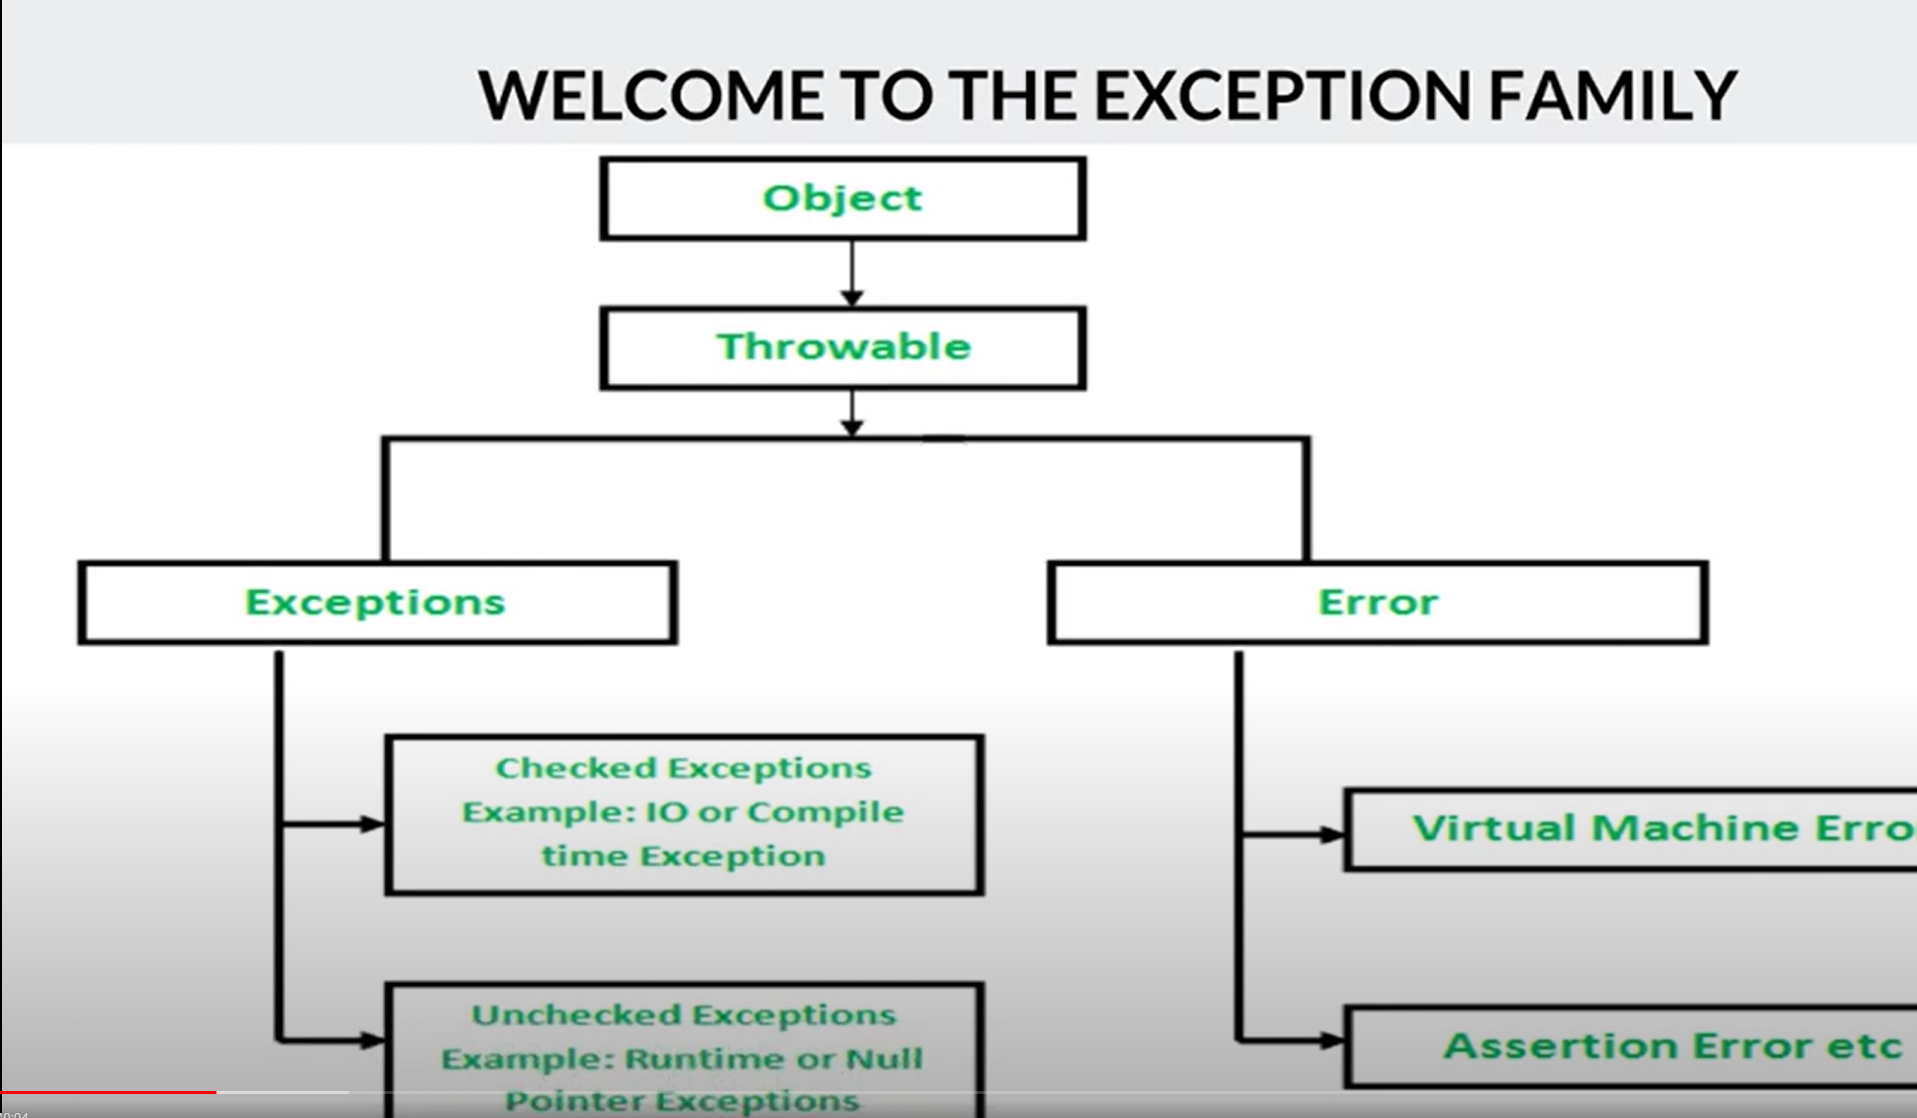 WELCOME TO THE EXCEPTION FAMILY
Object
Throwable
Exceptions
Error
Checked Exceptions
Example: IO or Compile
time Exception
Virtual Machine Erro
Unchecked Exceptions
Example: Runtime or Null
Pointer Exceptions
Assertion Error etc